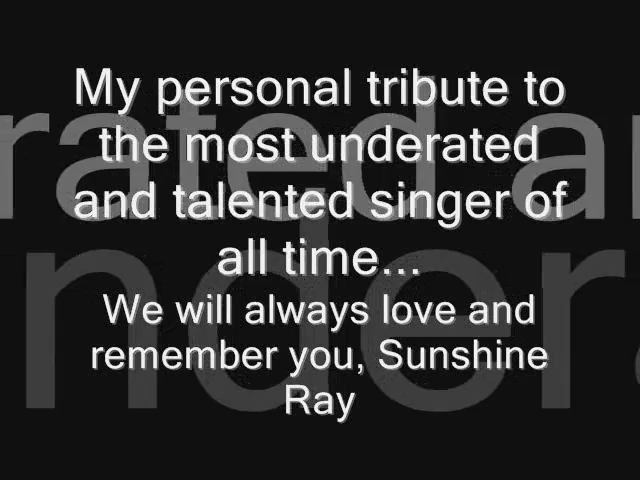 My personal tribute to
the most underated
and talented singer of
all time...
We will always love and
remember you, Sunshine
Ray